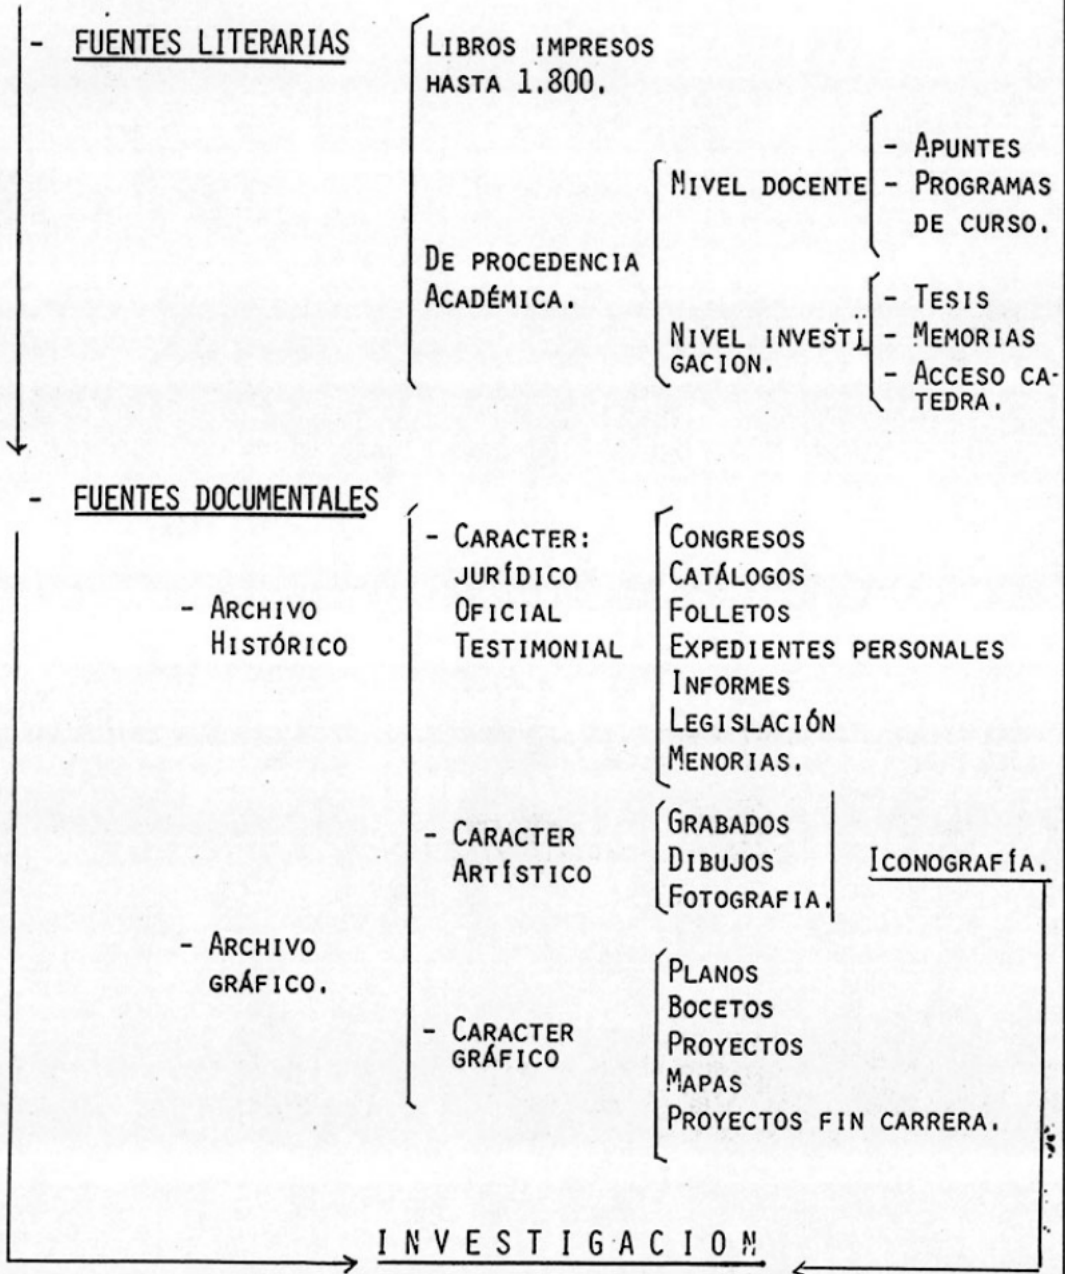 - FUENTES LITERARIAS
LIBROS IMPRESOS
HASTA 1.800.
DE PROCEDENCIA
ACADÉMICA.
NIVEL DOCENTE
- APUNTES
- PROGRAMAS
DE CURSO.
NIVEL INVESTI
GACION.
- TESIS
- MEMORIAS
- ACCESO CA-
TEDRA.
- FUENTES DOCUMENTALES
- ARCHIVO
HISTÓRICO
- CARACTER:
JURÍDICO
OFICIAL
TESTIMONIAL
CONGRESOS
CATÁLOGOS
FOLLETOS
EXPEDIENTES PERSONALES
INFORMES
LEGISLACIÓN
MENORIAS.
- CARACTER
ARTÍSTICO
GRABADOS
DIBUJOS
FOTOGRAFIA.
ICONOGRAFÍA.
- ARCHIVO
GRÁFICO.
- CARACTER
GRÁFICO
PLANOS
BOCETOS
PROYECTOS
MAPAS
PROYECTOS FIN CARRERA.
INVESTIGACION